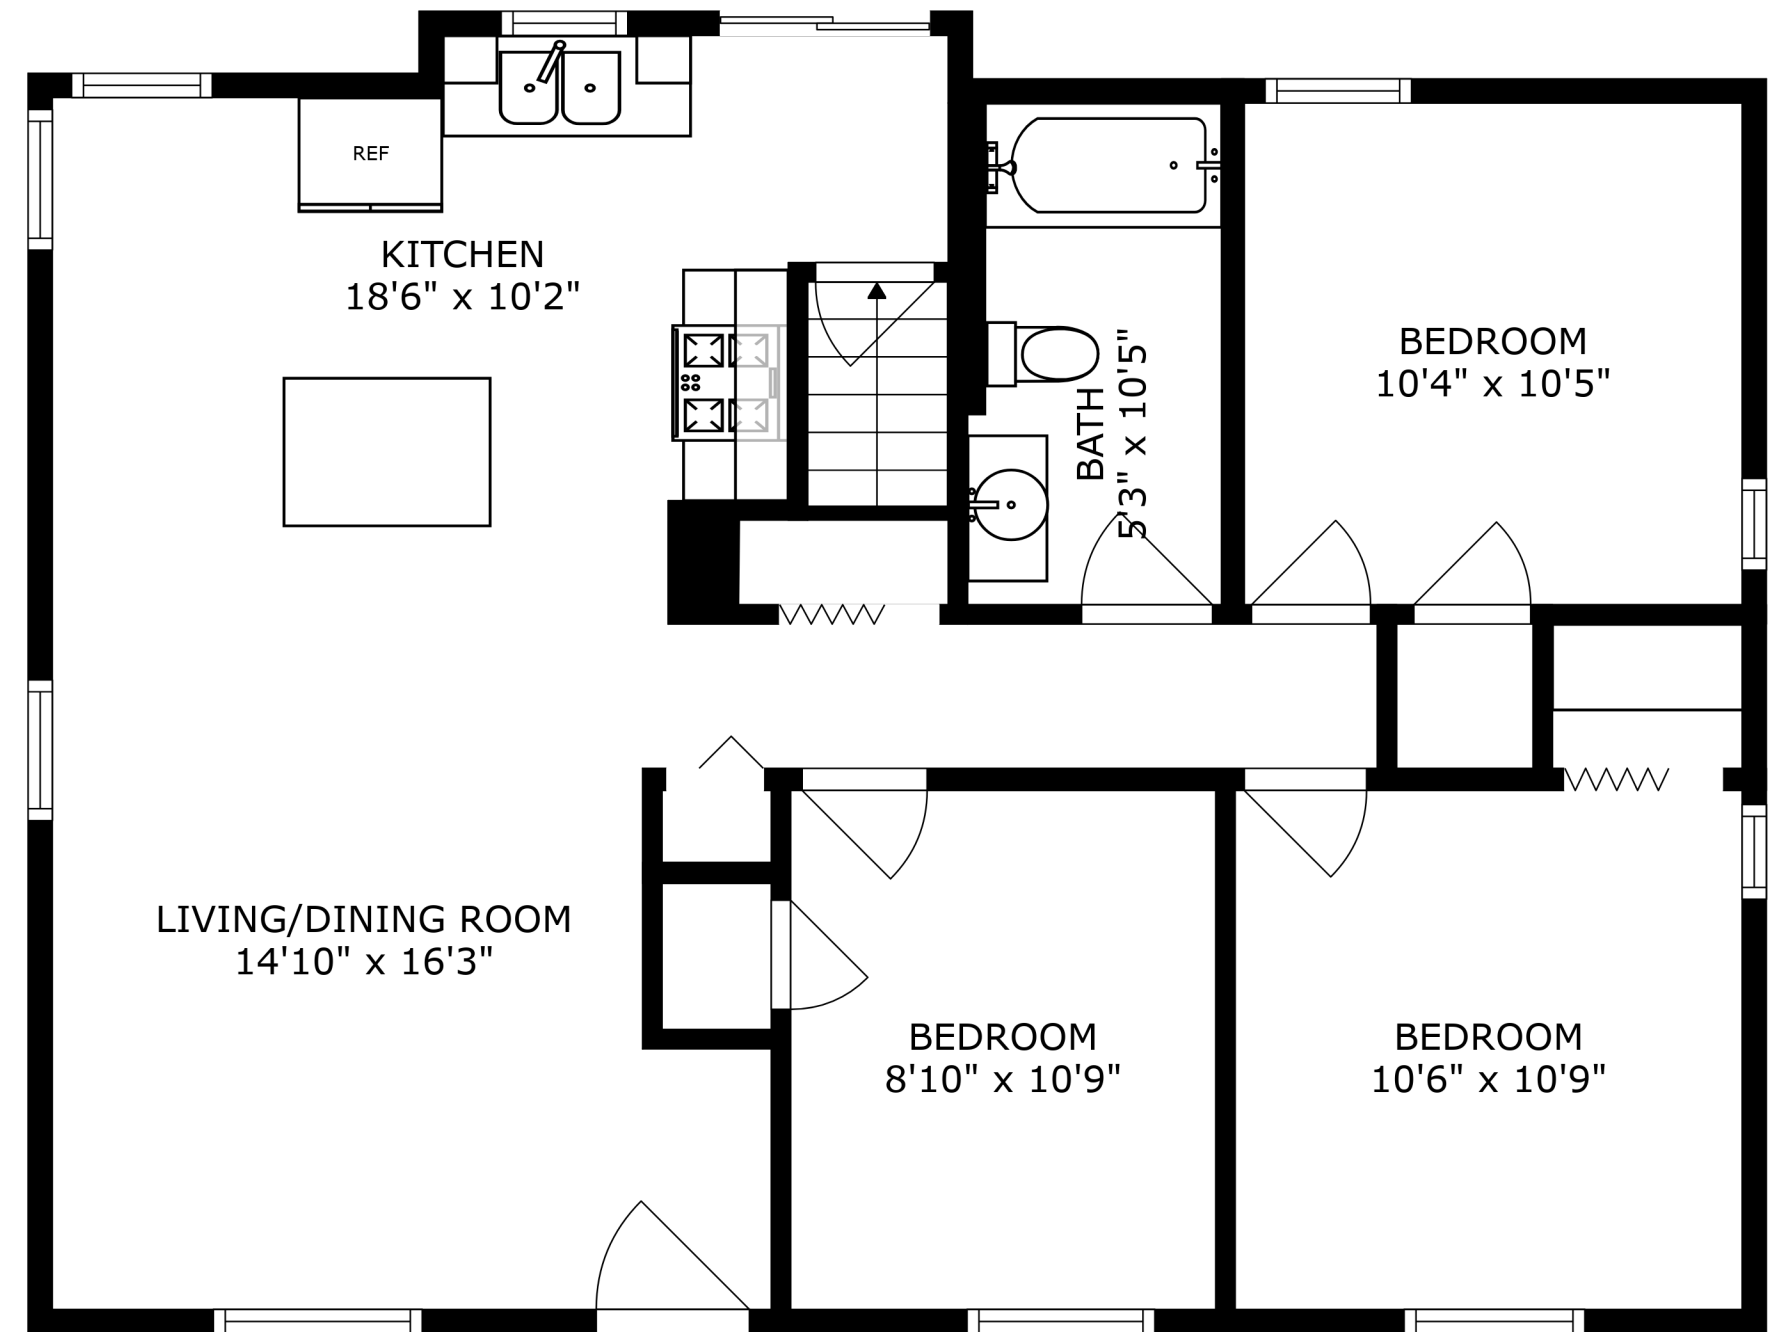 REF
KITCHEN
18'6" x 10'2"
BATH
5'3" x 10'5"
BEDROOM
10'4" x 10'5"
LIVING/DINING ROOM
14'10" x 16'3"
BEDROOM
8'10" x 10'9"
BEDROOM
10'6" x 10'9"